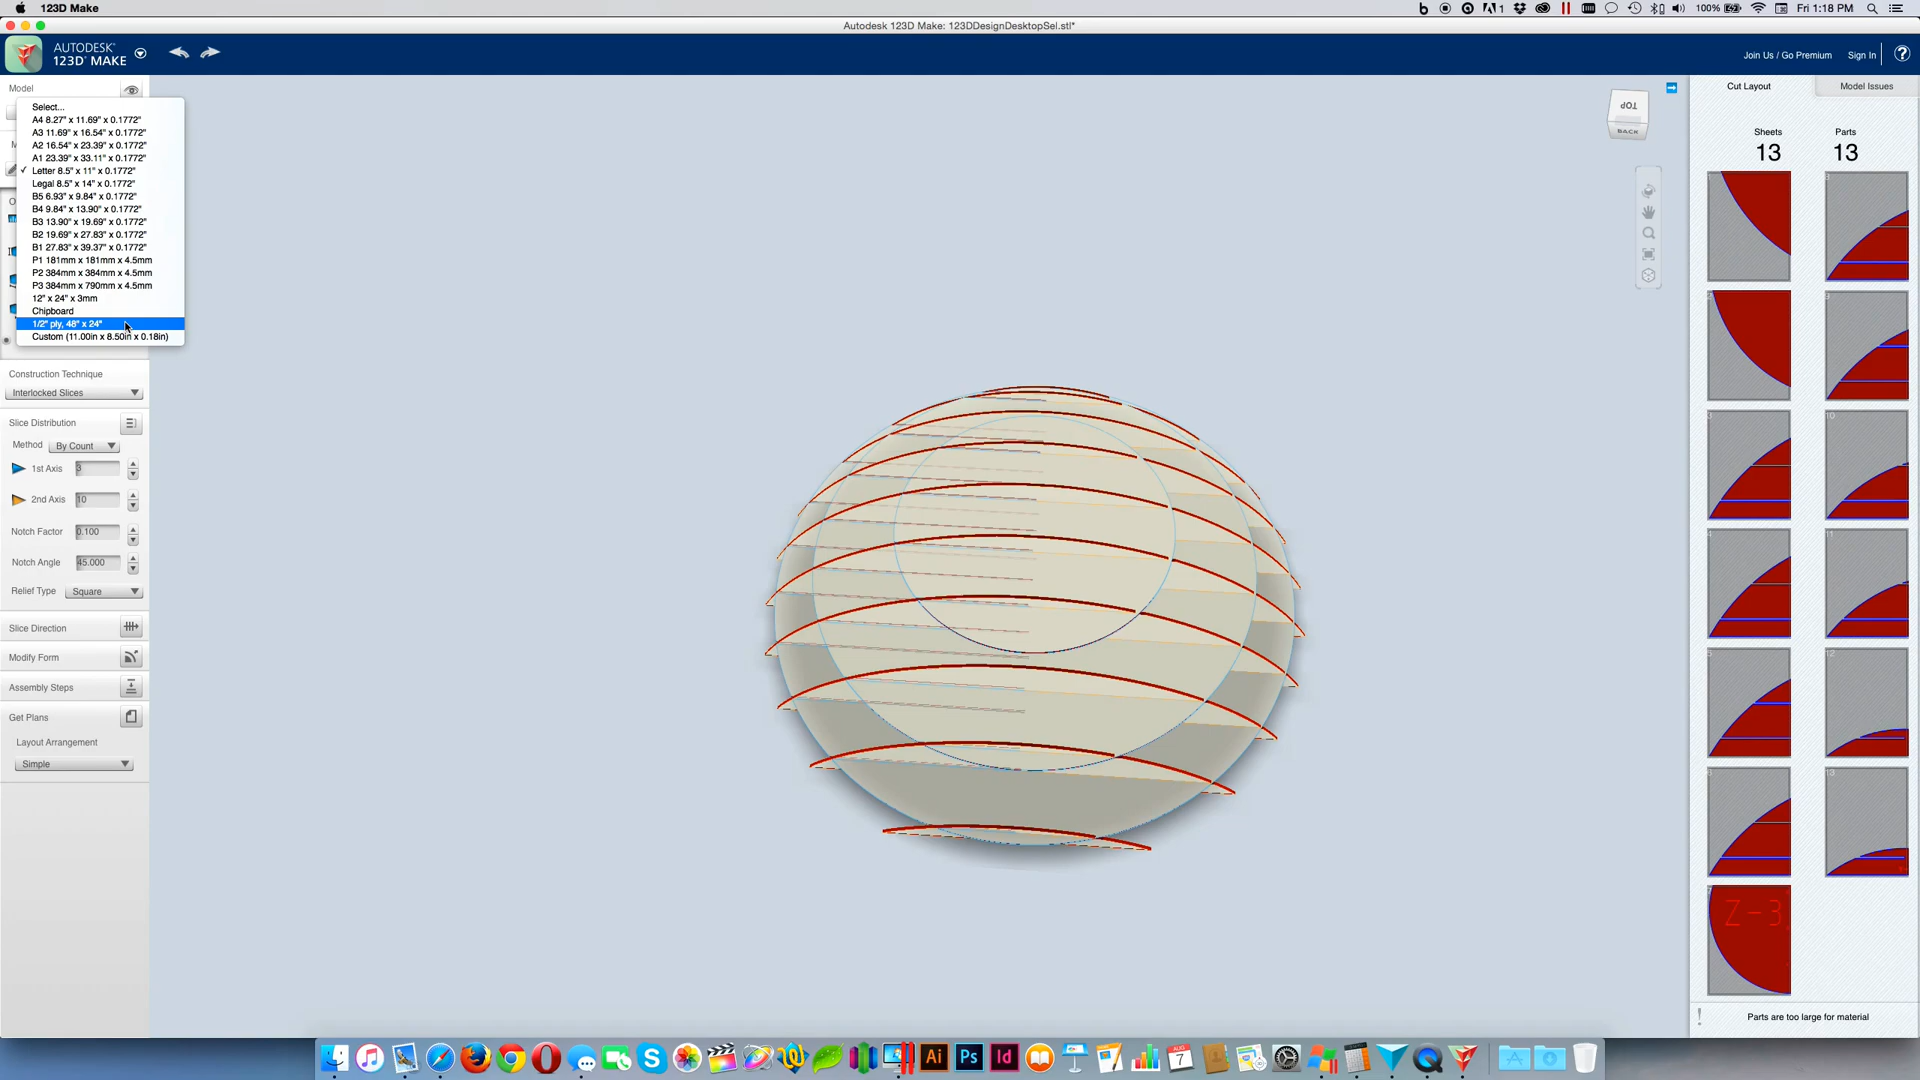 123D Make
100%
Fri 1:18 PM
Autodesk 123D Make: 123DDesignDesktopSel.stl*
AUTODESK®
123D® MAKE
Join Us / Go Premium
Sign In
?
Model
Select...
A4 8.27" x 11.69" x 0.1772"
A3 11.69" x 16.54" x 0.1772"
A2 16.54" x 23.39" x 0.1772"
A1 23.39" x 33.11" x 0.1772"
✓ Letter 8.5" x 11" x 0.1772"
Legal 8.5" x 14" x 0.1772"
B5 6.93" x 9.84" x 0.1772"
B4 9.84" x 13.90" x 0.1772"
B3 13.90" x 19.69" x 0.1772"
B2 19.69" x 27.83" x 0.1772"
B1 27.83" x 39.37" x 0.1772"
P1 181mm x 181mm x 4.5mm
P2 384mm x 384mm x 4.5mm
P3 384mm x 790mm x 4.5mm
12" x 24" x 3mm
Chipboard
1/2" ply, 48" x 24"
Custom (11.00in x 8.50in x 0.18in)
Construction Technique
Interlocked Slices
Slice Distribution
Method By Count
1st Axis 3
2nd Axis 10
Notch Factor 0.100
Notch Angle 45.000
Relief Type Square
Slice Direction
Modify Form
Assembly Steps
Get Plans
Layout Arrangement
Simple
TOP
BACK
Cut Layout
Model Issues
Sheets
Parts
13
13
Z-3
! Parts are too large for material
Ai
Ps
Id
AUG
7